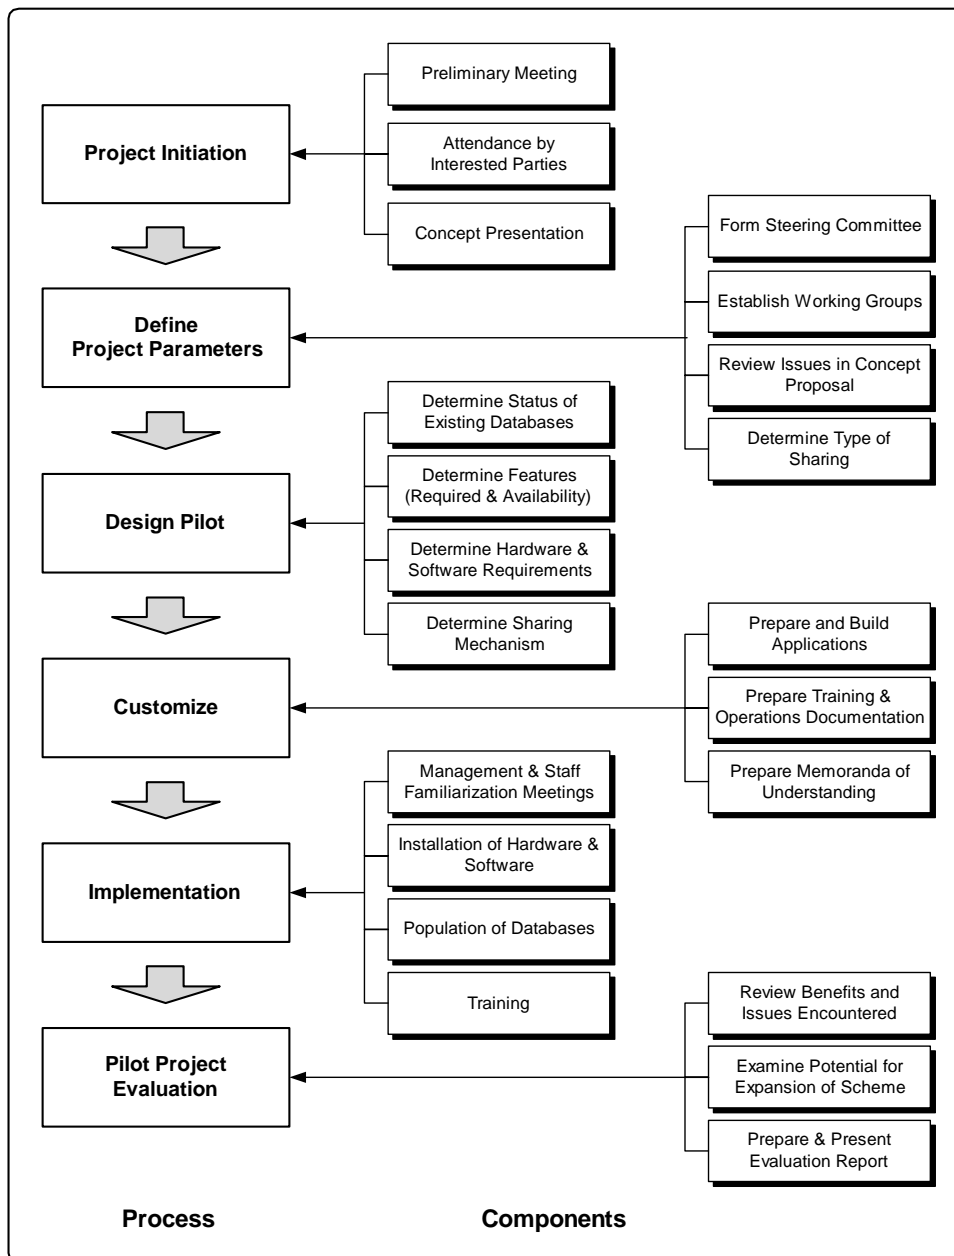 Preliminary Meeting
Project Initiation
Attendance by
Interested Parties
Concept Presentation
Form Steering Committee
Define
Project Parameters
Establish Working Groups
Review Issues in Concept
Proposal
Determine Type of
Sharing
Determine Status of
Existing Databases
Design Pilot
Determine Features
(Required & Availability)
Determine Hardware &
Software Requirements
Determine Sharing
Mechanism
Customize
Prepare and Build
Applications
Prepare Training &
Operations Documentation
Prepare Memoranda of
Understanding
Management & Staff
Familiarization Meetings
Implementation
Installation of Hardware &
Software
Population of Databases
Training
Pilot Project
Evaluation
Review Benefits and
Issues Encountered
Examine Potential for
Expansion of Scheme
Prepare & Present
Evaluation Report
Process
Components